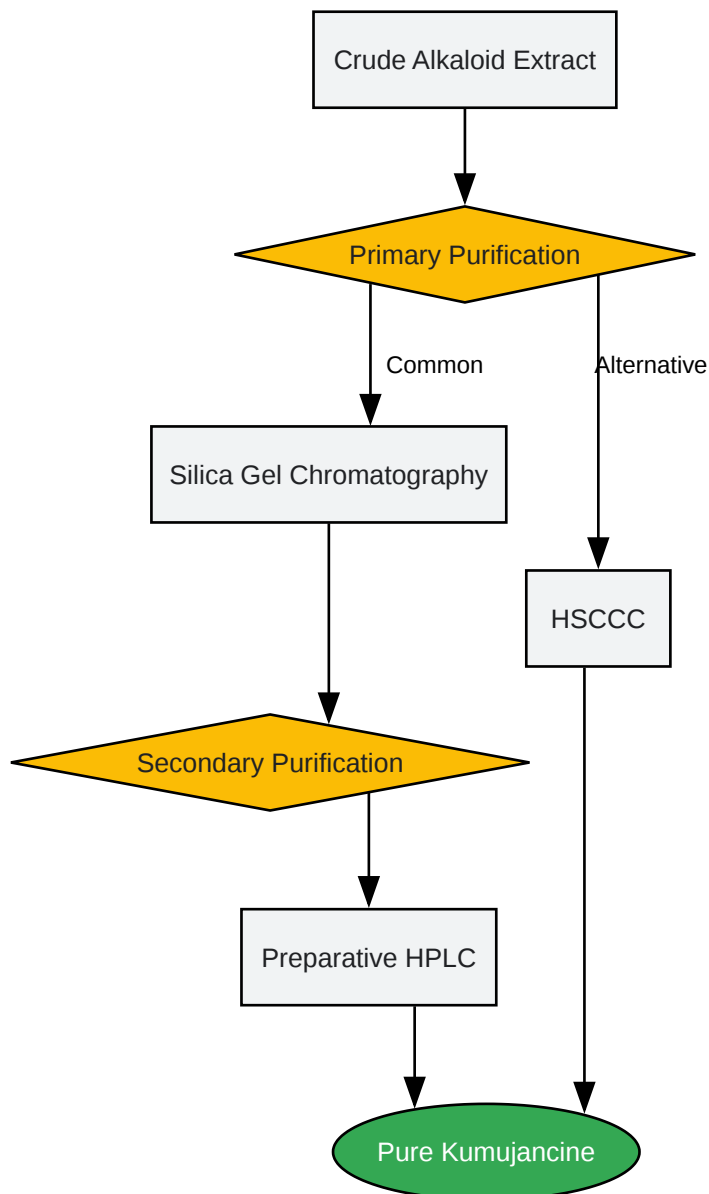 Crude Alkaloid Extract
Primary Purification
Common
Alternative
Silica Gel Chromatography
HSCCC
Secondary Purification
Preparative HPLC
Pure Kumujancine